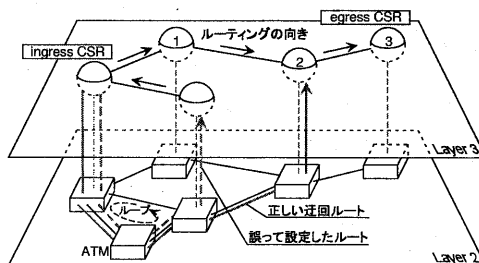 egress CSR
ルーティングの向き
ingress CSR
1
2
3
Layer 3
ループ
正しい迂回ルート
誤って設定したルート
ATM
Layer 2